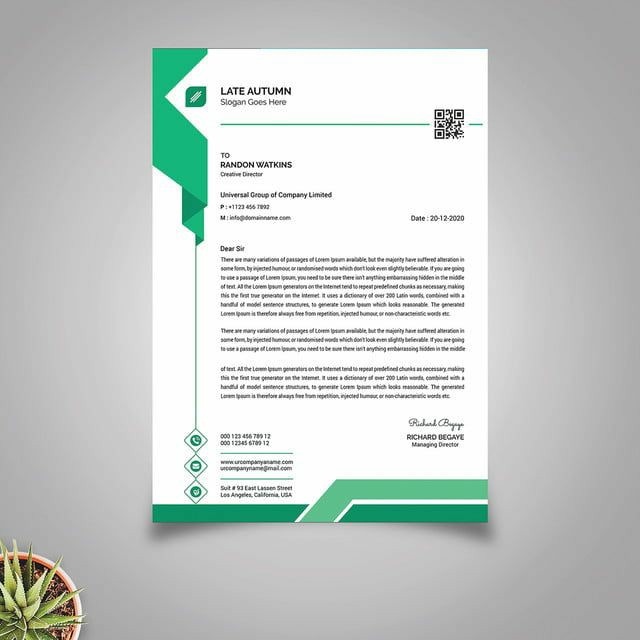 LATE AUTUMN
Slogan Goes Here
TO
RANDON WATKINS
Creative Director
Universal Group of Company Limited
P : +1123 456 7892
M : info@domainname.com
Date : 20-12-2020
Dear Sir
There are many variations of passages of Lorem Ipsum available, but the majority have suffered alteration in
some form, by injected humour, or randomised words which don't look even slightly believable. If you are going
to use a passage of Lorem Ipsum, you need to be sure there isn't anything embarrassing hidden in the middle
of text. All the Lorem Ipsum generators on the Internet tend to repeat predefined chunks as necessary, making
this the first true generator on the Internet. It uses a dictionary of over 200 Latin words, combined with a
handful of model sentence structures, to generate Lorem Ipsum which looks reasonable. The generated
Lorem Ipsum is therefore always free from repetition, injected humour, or non-characteristic words etc.
There are many variations of passages of Lorem Ipsum available, but the majority have suffered alteration in
some form, by injected humour, or randomised words which don't look even slightly believable. If you are going
to use a passage of Lorem Ipsum, you need to be sure there isn't anything embarrassing hidden in the middle
of text. All the Lorem Ipsum generators on the Internet tend to repeat predefined chunks as necessary, making
this the first true generator on the Internet. It uses a dictionary of over 200 Latin words, combined with a
handful of model sentence structures, to generate Lorem Ipsum which looks reasonable. The generated
Lorem Ipsum is therefore always free from repetition, injected humour, or non-characteristic words etc.
Richard Begaye
RICHARD BEGAYE
Managing Director
000 123 456 789 12
000 12345 6789 12
www.urcompanyaname.com
urcompanyname@mail.com
Suit # 93 East Lassen Street
Los Angeles, California, USA